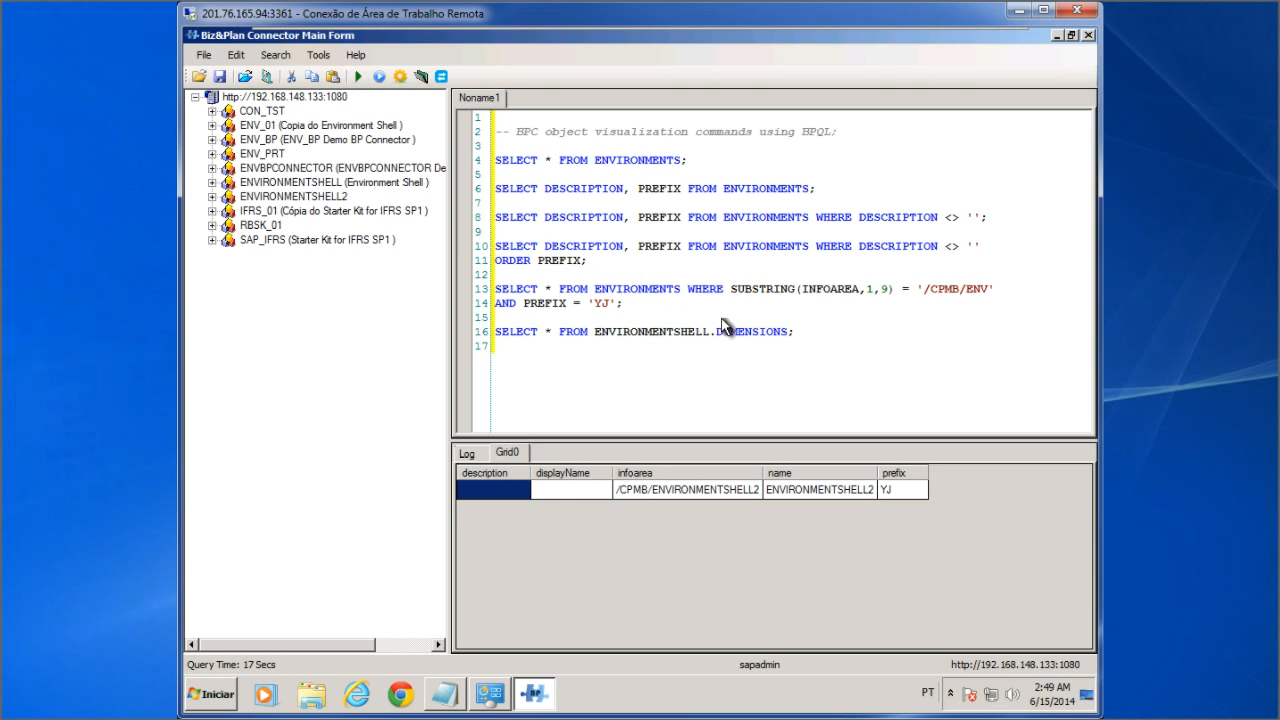 201.76.165.94:3361 - Conexão de Área de Trabalho Remota
Biz&Plan Connector Main Form
File Edit Search Tools Help
http://192.168.148.133:1080
CON_TST
ENV_01 (Copia do Environment Shell )
ENV_BP (ENV_BP Demo BP Connector )
ENV_PRT
ENVBPCONNECTOR (ENVBPCONNECTOR De
ENVIRONMENTSHELL (Environment Shell )
ENVIRONMENTSHELL2
IFRS_01 (Cópia do Starter Kit for IFRS SP1 )
RBSK_01
SAP_IFRS (Starter Kit for IFRS SP1 )
Noname1
1
2 -- BPC object visualization commands using BPQL;
3
4 SELECT * FROM ENVIRONMENTS;
5
6 SELECT DESCRIPTION, PREFIX FROM ENVIRONMENTS;
7
8 SELECT DESCRIPTION, PREFIX FROM ENVIRONMENTS WHERE DESCRIPTION <> '';
9
10 SELECT DESCRIPTION, PREFIX FROM ENVIRONMENTS WHERE DESCRIPTION <> ''
11 ORDER PREFIX;
12
13 SELECT * FROM ENVIRONMENTS WHERE SUBSTRING(INFOAREA,1,9) = '/CPMB/ENV'
14 AND PREFIX = 'YJ';
15
16 SELECT * FROM ENVIRONMENTSHELL.DIMENSIONS;
17
Log Grid0
description displayName infoarea name prefix
/CPMB/ENVIRONMENTSHELL2 ENVIRONMENTSHELL2 YJ
Query Time: 17 Secs sapadmin http://192.168.148.133:1080
Iniciar BP PT 2:49 AM
6/15/2014